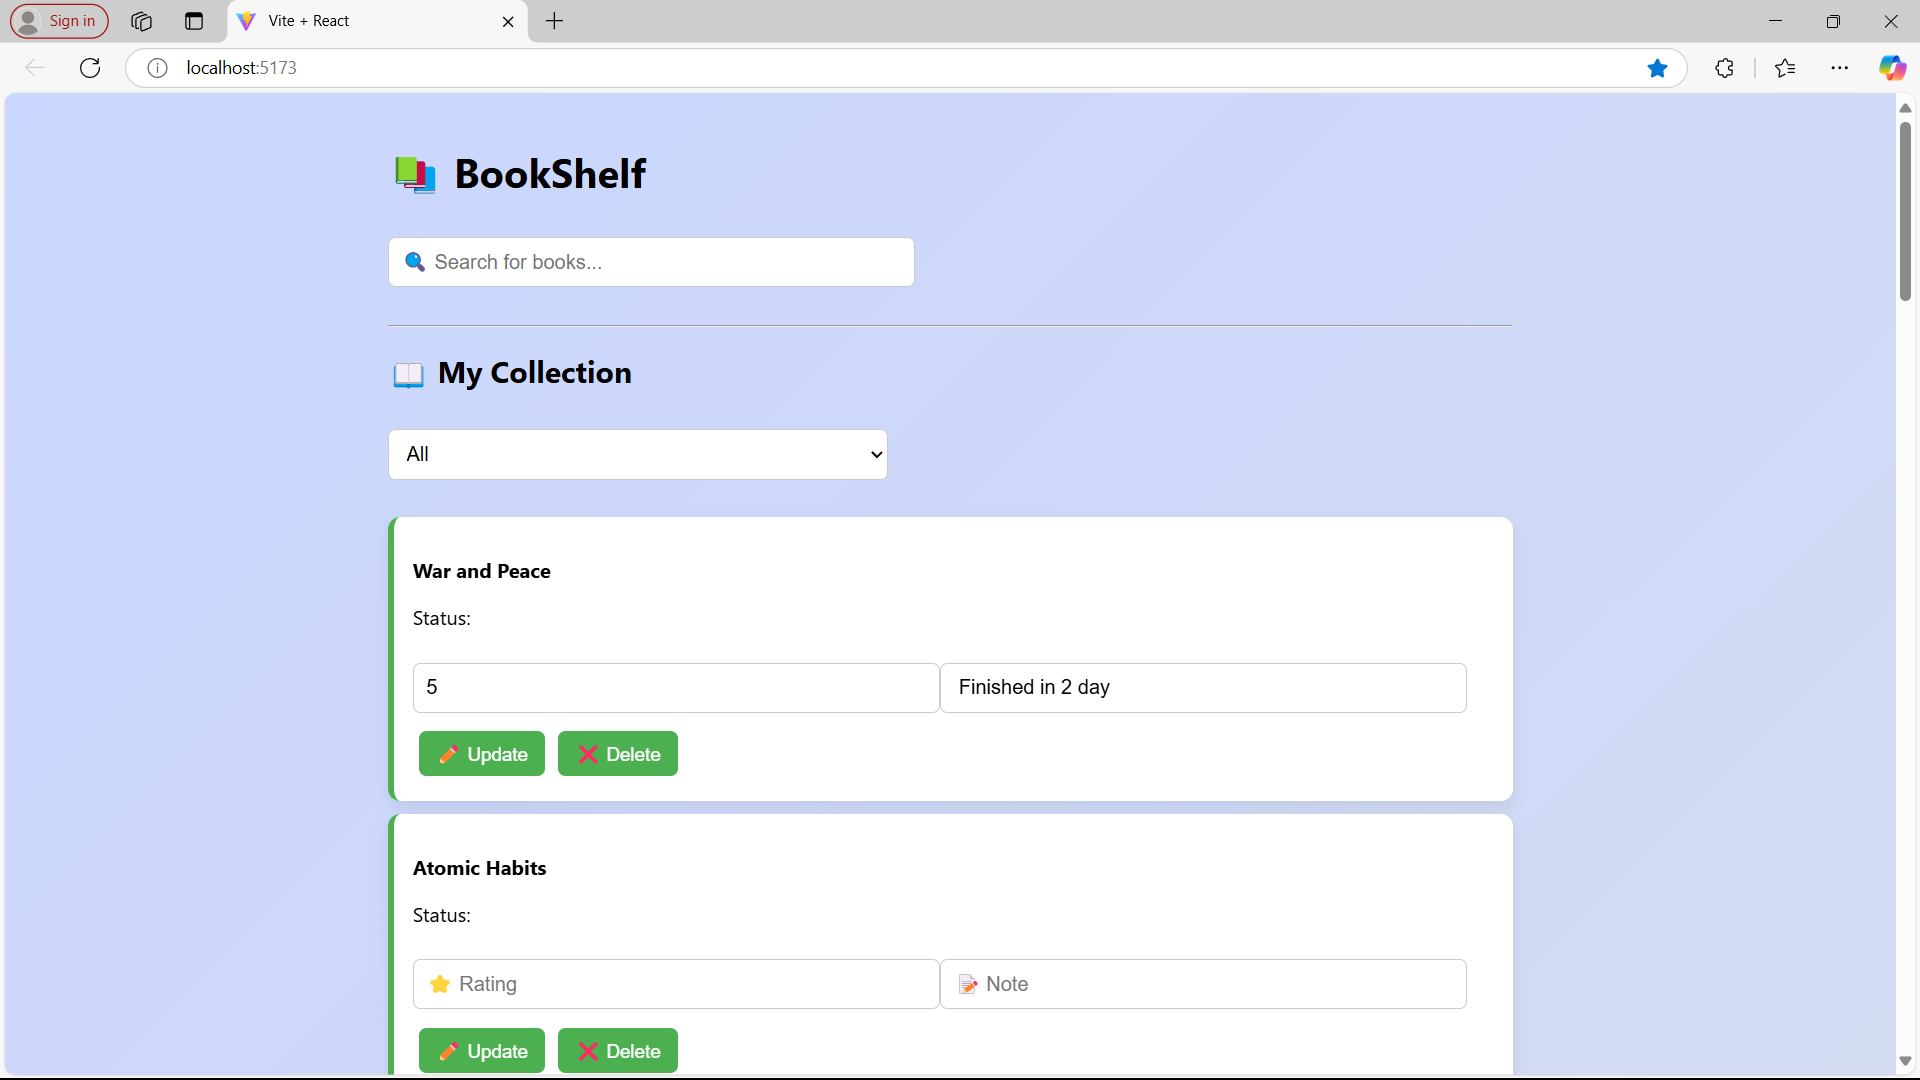 Sign in
Vite + React
localhost:5173
BookShelf
Search for books...
My Collection
All
War and Peace
Status:
5
Finished in 2 day
Update
Delete
Atomic Habits
Status:
Rating
Note
Update
Delete